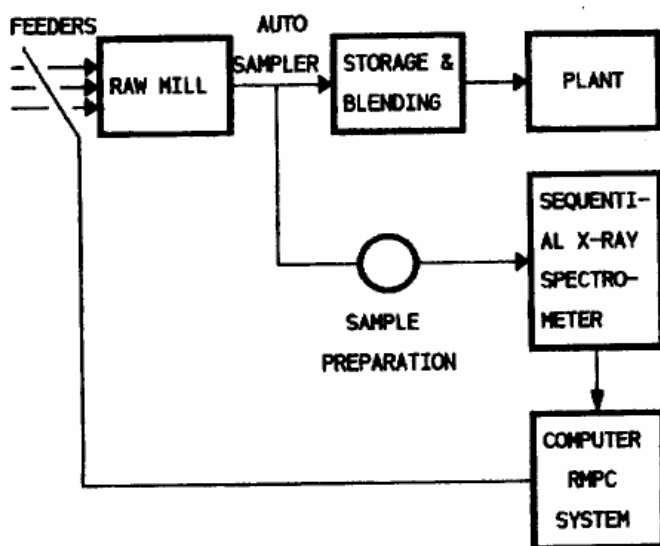 FEEDERS
AUTO
SAMPLER
RAW MILL
STORAGE &
BLENDING
PLANT
SEQUENTI-
AL X-RAY
SPECTRO-
METER
SAMPLE
PREPARATION
COMPUTER
RMPC
SYSTEM